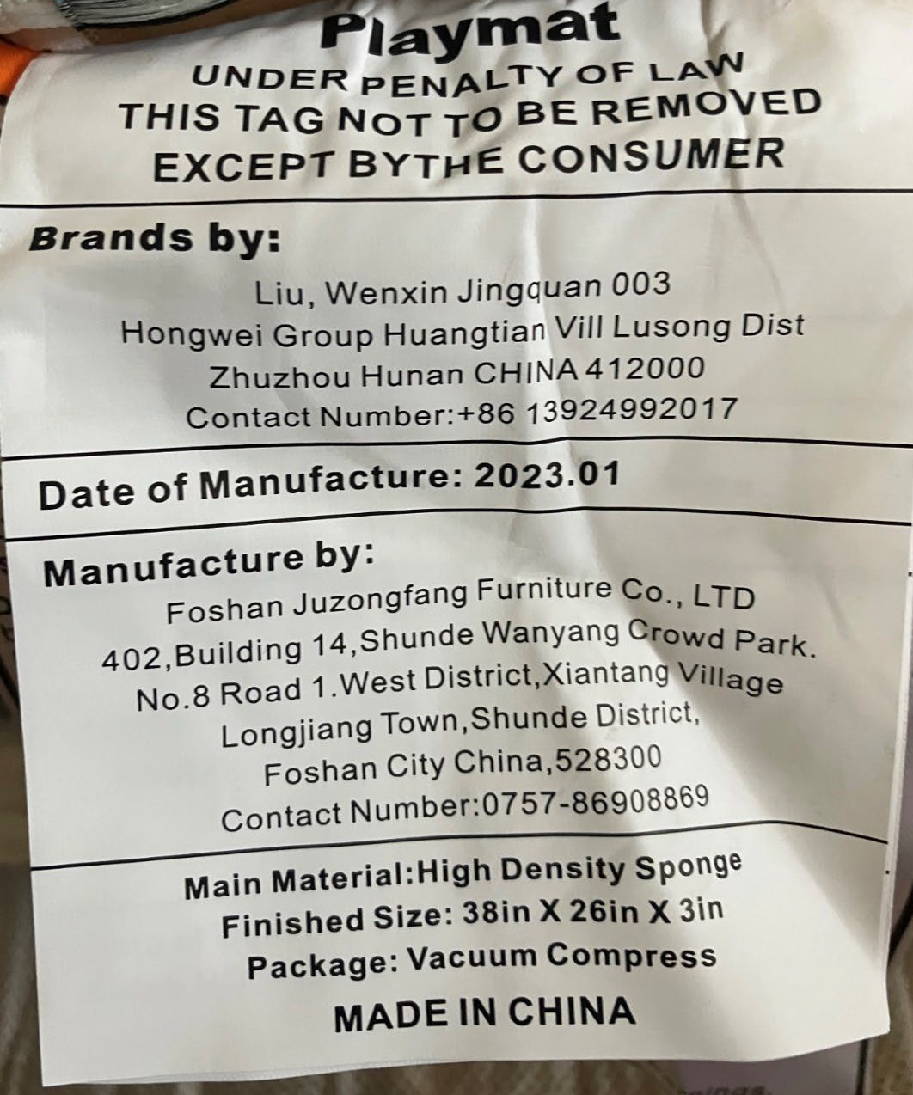 Playmat
UNDER PENALTY OF LAW
THIS TAG NOT TO BE REMOVED
EXCEPT BYTHE CONSUMER
Brands by:
Liu, Wenxin Jingquan 003
Hongwei Group Huangtian Vill Lusong Dist
Zhuzhou Hunan CHINA 412000
Contact Number:+86 13924992017
Date of Manufacture: 2023.01
Manufacture by:
Foshan Juzongfang Furniture Co., LTD
402,Building 14,Shunde Wanyang Crowd Park.
No.8 Road 1.West District,Xiantang Village
Longjiang Town,Shunde District,
Foshan City China,528300
Contact Number:0757-86908869
Main Material:High Density Sponge
Finished Size: 38in X 26in X 3in
Package: Vacuum Compress
MADE IN CHINA